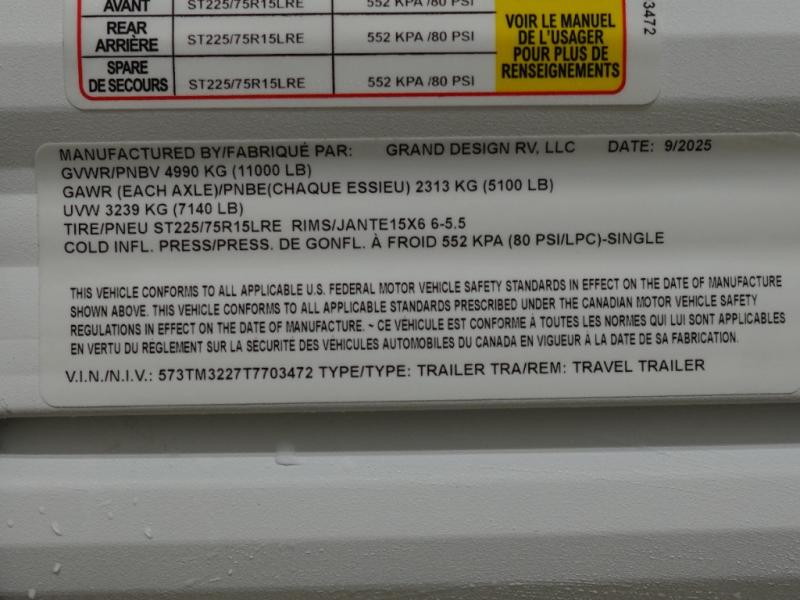 AVANT ST225/75R15LRE 552 KPA /80 PSI
REAR
ARRIÈRE ST225/75R15LRE 552 KPA /80 PSI
SPARE
DE SECOURS ST225/75R15LRE 552 KPA /80 PSI
VOIR LE MANUEL
DE L'USAGER
POUR PLUS DE
RENSEIGNEMENTS
3472
MANUFACTURED BY/FABRIQUÉ PAR: GRAND DESIGN RV, LLC DATE: 9/2025
GVWR/PNBV 4990 KG (11000 LB)
GAWR (EACH AXLE)/PNBE(CHAQUE ESSIEU) 2313 KG (5100 LB)
UVW 3239 KG (7140 LB)
TIRE/PNEU ST225/75R15LRE RIMS/JANTE15X6 6-5.5
COLD INFL. PRESS/PRESS. DE GONFL. À FROID 552 KPA (80 PSI/LPC)-SINGLE
THIS VEHICLE CONFORMS TO ALL APPLICABLE U.S. FEDERAL MOTOR VEHICLE SAFETY STANDARDS IN EFFECT ON THE DATE OF MANUFACTURE
SHOWN ABOVE. THIS VEHICLE CONFORMS TO ALL APPLICABLE STANDARDS PRESCRIBED UNDER THE CANADIAN MOTOR VEHICLE SAFETY
REGULATIONS IN EFFECT ON THE DATE OF MANUFACTURE. ~ CE VÉHICULE EST CONFORME À TOUTES LES NORMES QUI LUI SONT APPLICABLES
EN VERTU DU RÈGLEMENT SUR LA SÉCURITÉ DES VÉHICULES AUTOMOBILES DU CANADA EN VIGUEUR À LA DATE DE SA FABRICATION.
V.I.N./N.I.V.: 573TM3227T7703472 TYPE/TYPE: TRAILER TRA/REM: TRAVEL TRAILER